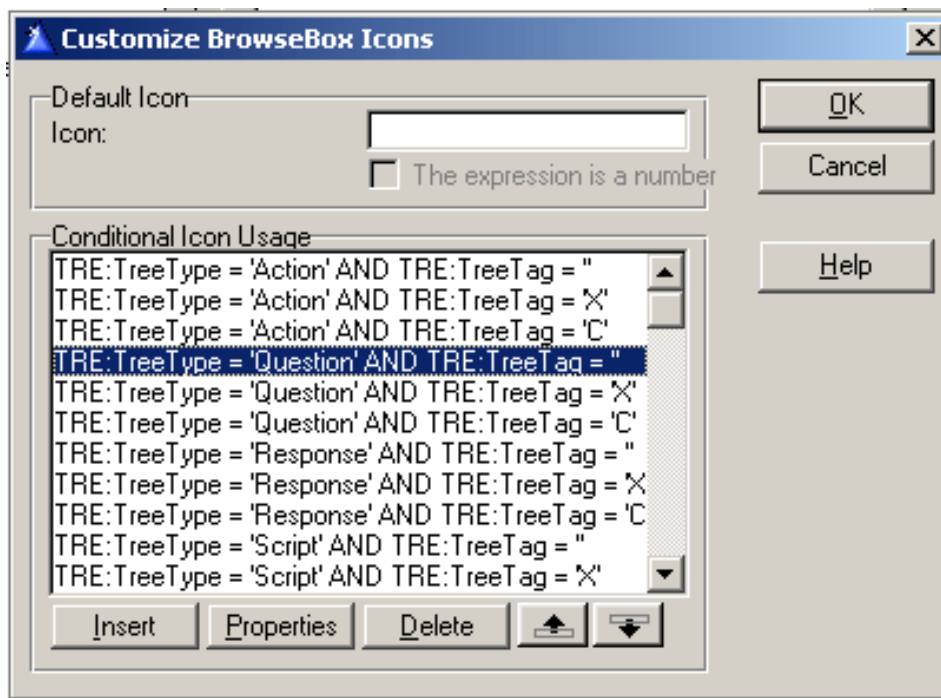 Customize BrowseBox Icons
Default Icon
Icon:
The expression is a number
OK
Cancel
Help
Conditional Icon Usage
TRE:TreeType = 'Action' AND TRE:TreeTag = ''
TRE:TreeType = 'Action' AND TRE:TreeTag = 'X'
TRE:TreeType = 'Action' AND TRE:TreeTag = 'C'
TRE:TreeType = 'Question' AND TRE:TreeTag = ''
TRE:TreeType = 'Question' AND TRE:TreeTag = 'X'
TRE:TreeType = 'Question' AND TRE:TreeTag = 'C'
TRE:TreeType = 'Response' AND TRE:TreeTag = ''
TRE:TreeType = 'Response' AND TRE:TreeTag = 'X
TRE:TreeType = 'Response' AND TRE:TreeTag = 'C
TRE:TreeType = 'Script' AND TRE:TreeTag = ''
TRE:TreeType = 'Script' AND TRE:TreeTag = 'X'
Insert
Properties
Delete